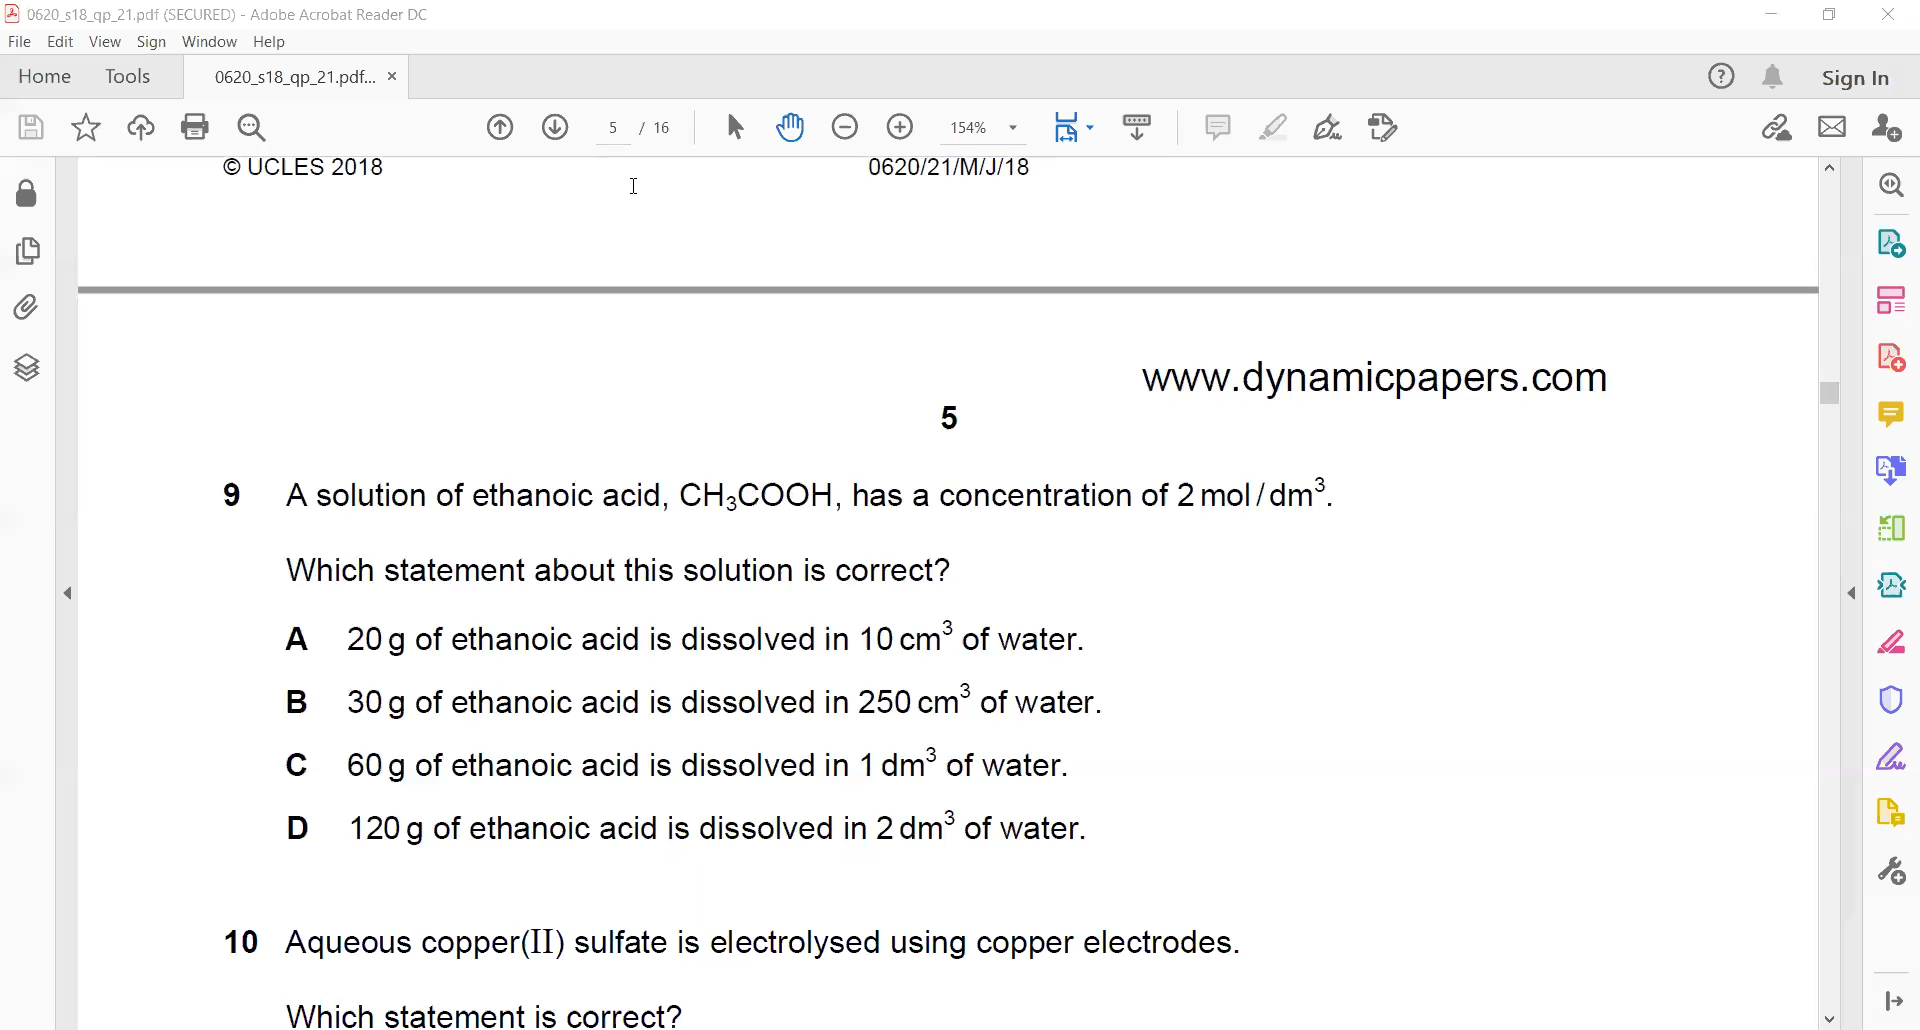 0620_s18_qp_21.pdf (SECURED) - Adobe Acrobat Reader DC
File Edit View Sign Window Help
Home Tools 0620_s18_qp_21.pdf... × Sign In
5 / 16 154%
© UCLES 2018 0620/21/M/J/18
www.dynamicpapers.com
5
9 A solution of ethanoic acid, CH₃COOH, has a concentration of 2 mol / dm³.
Which statement about this solution is correct?
A 20 g of ethanoic acid is dissolved in 10 cm³ of water.
B 30 g of ethanoic acid is dissolved in 250 cm³ of water.
C 60 g of ethanoic acid is dissolved in 1 dm³ of water.
D 120 g of ethanoic acid is dissolved in 2 dm³ of water.
10 Aqueous copper(II) sulfate is electrolysed using copper electrodes.
Which statement is correct?